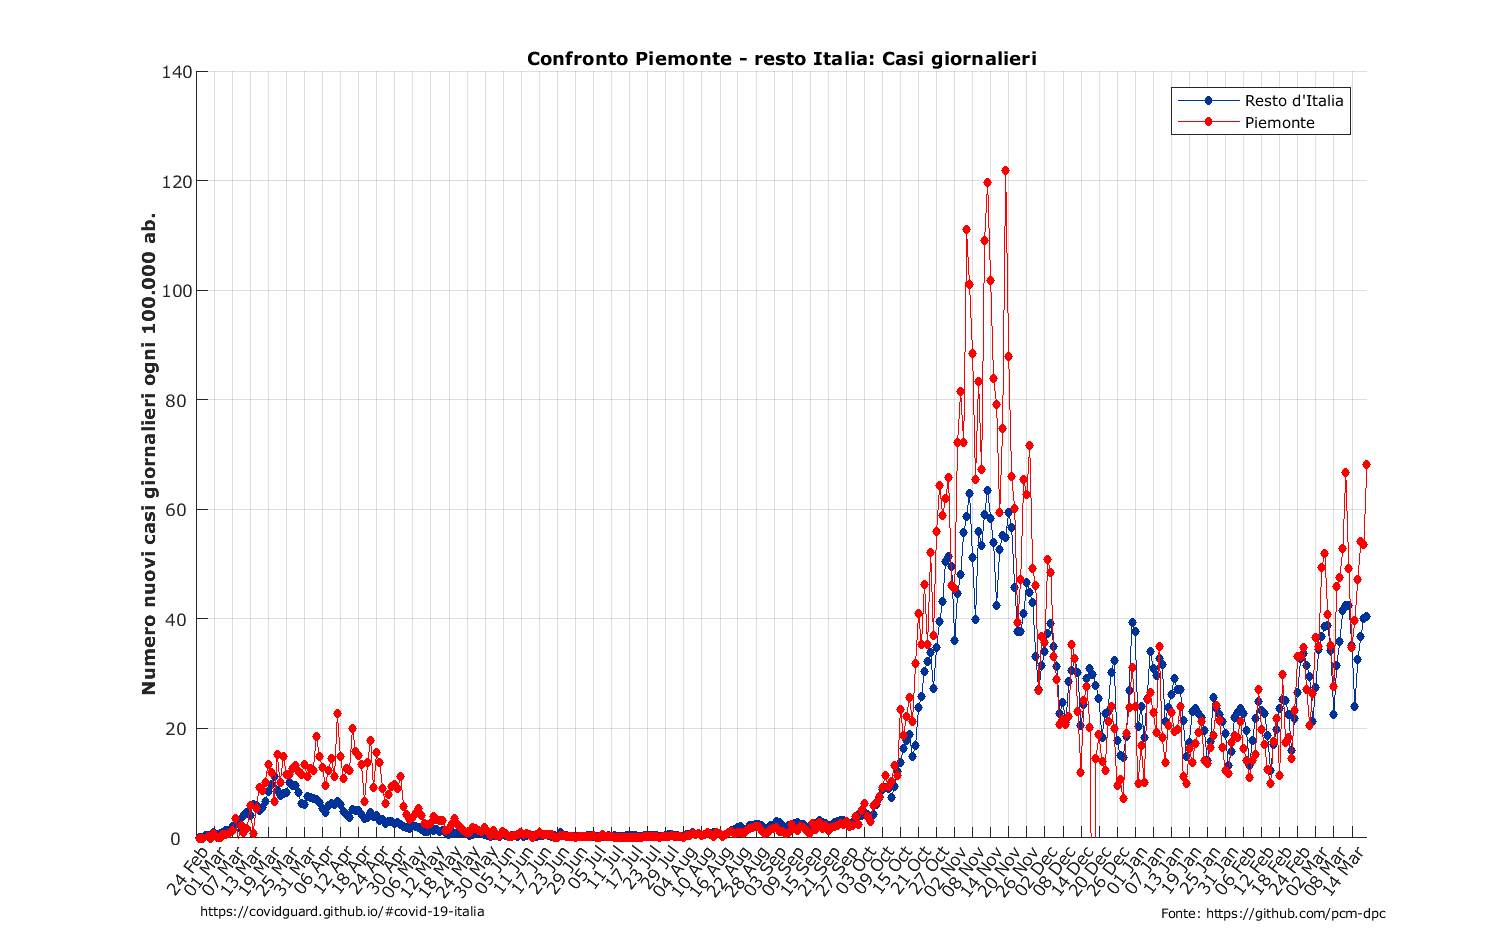 Confronto Piemonte - resto Italia: Casi giornalieri
Resto d'Italia
Piemonte
Numero nuovi casi giornalieri ogni 100.000 ab.
140
120
100
80
60
40
20
0
24 Feb
01 Mar
07 Mar
13 Mar
19 Mar
25 Mar
31 Mar
06 Apr
12 Apr
18 Apr
24 Apr
30 Apr
06 May
12 May
18 May
24 May
30 May
05 Jun
11 Jun
17 Jun
23 Jun
29 Jun
05 Jul
11 Jul
17 Jul
23 Jul
29 Jul
04 Aug
10 Aug
16 Aug
22 Aug
28 Aug
03 Sep
09 Sep
15 Sep
21 Sep
27 Sep
03 Oct
09 Oct
15 Oct
21 Oct
27 Oct
02 Nov
08 Nov
14 Nov
20 Nov
26 Nov
02 Dec
08 Dec
14 Dec
20 Dec
26 Dec
01 Jan
07 Jan
13 Jan
19 Jan
25 Jan
31 Jan
06 Feb
12 Feb
18 Feb
24 Feb
02 Mar
08 Mar
14 Mar
https://covidguard.github.io/#covid-19-italia
Fonte: https://github.com/pcm-dpc